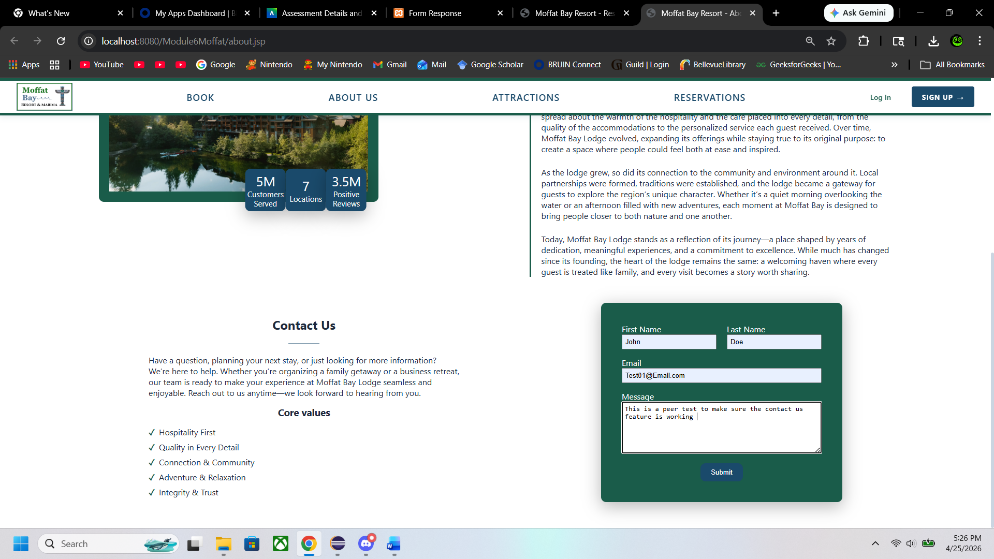 What's New
My Apps Dashboard | B
Assessment Details and
Form Response
Moffat Bay Resort - Res
Moffat Bay Resort - Abo
Ask Gemini
localhost:8080/Module6Moffat/about.jsp
Apps
YouTube
Google
Nintendo
My Nintendo
Gmail
Mail
Google Scholar
BRUIN Connect
Guild | Login
BellevueLibrary
GeeksforGeeks | Yo...
All Bookmarks
Moffat
Bay
RESORT & MARINA
BOOK
ABOUT US
ATTRACTIONS
RESERVATIONS
Log In
SIGN UP →
5M
Customers
Served
7
Locations
3.5M
Positive
Reviews
spread about the warmth of the hospitality and the care placed into every detail, from the
quality of the accommodations to the personalized service each guest received. Over time,
Moffat Bay Lodge evolved, expanding its offerings while staying true to its original purpose: to
create a space where people could feel both at ease and inspired.
As the lodge grew, so did its connection to the community and environment around it. Local
partnerships were formed, traditions were established, and the lodge became a gateway for
guests to explore the region's unique character. Whether it's a quiet morning overlooking the
water or an afternoon filled with new adventures, each moment at Moffat Bay is designed to
bring people closer to both nature and one another.
Today, Moffat Bay Lodge stands as a reflection of its journey—a place shaped by years of
dedication, meaningful experiences, and a commitment to excellence. While much has changed
since its founding, the heart of the lodge remains the same: a welcoming haven where every
guest is treated like family, and every visit becomes a story worth sharing.
Contact Us
Have a question, planning your next stay, or just looking for more information?
We're here to help. Whether you're organizing a family getaway or a business retreat,
our team is ready to make your experience at Moffat Bay Lodge seamless and
enjoyable. Reach out to us anytime—we look forward to hearing from you.
Core values
✓ Hospitality First
✓ Quality in Every Detail
✓ Connection & Community
✓ Adventure & Relaxation
✓ Integrity & Trust
First Name
Last Name
John
Doe
Email
Test01@Email.com
Message
This is a peer test to make sure the contact us
feature is working
Submit
Search
5:26 PM
4/25/2026